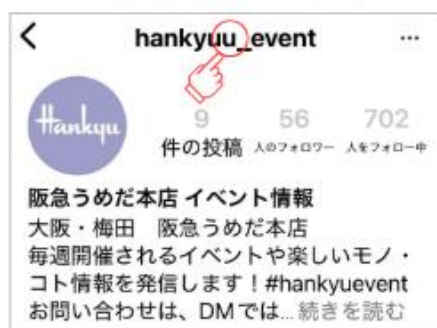 hankyuu_event
Hankyu
9 56 702
件の投稿 人のフォロワー 人をフォロー中
阪急うめだ本店 イベント情報
大阪・梅田 阪急うめだ本店
毎週開催されるイベントや楽しいモノ・
コト情報を発信します！#hankyuevent
お問い合わせは、DMでは... 続きを読む